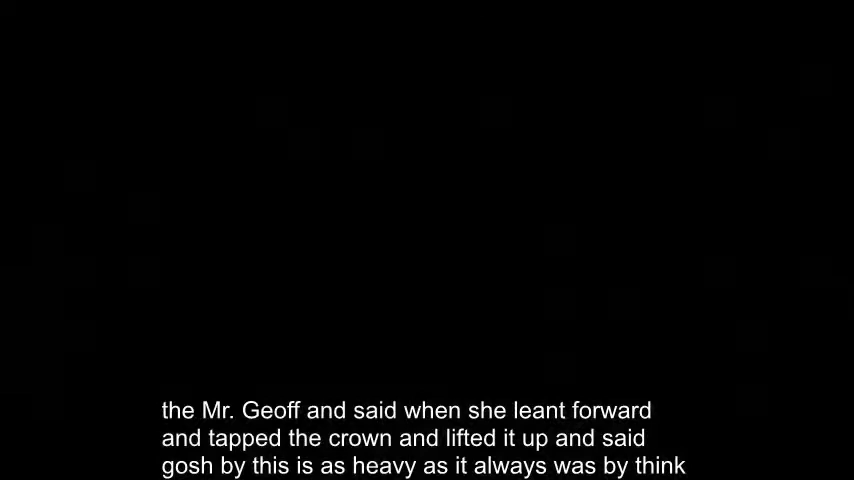 the Mr. Geoff and said when she leant forward
and tapped the crown and lifted it up and said
gosh by this is as heavy as it always was by think